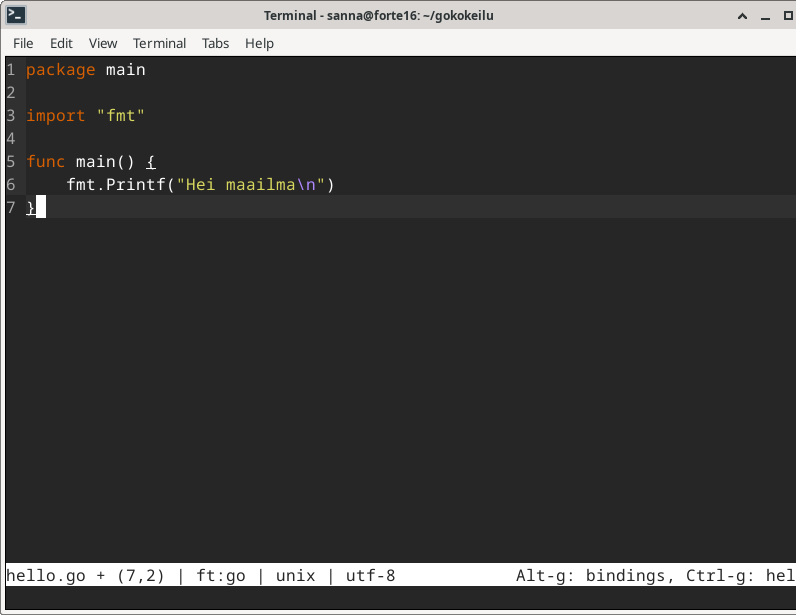 Terminal - sanna@forte16: ~/gokokeilu
File Edit View Terminal Tabs Help
1 package main
2
3 import "fmt"
4
5 func main() {
6     fmt.Printf("Hei maailma\n")
7 }
hello.go + (7,2) | ft:go | unix | utf-8 Alt-g: bindings, Ctrl-g: hel